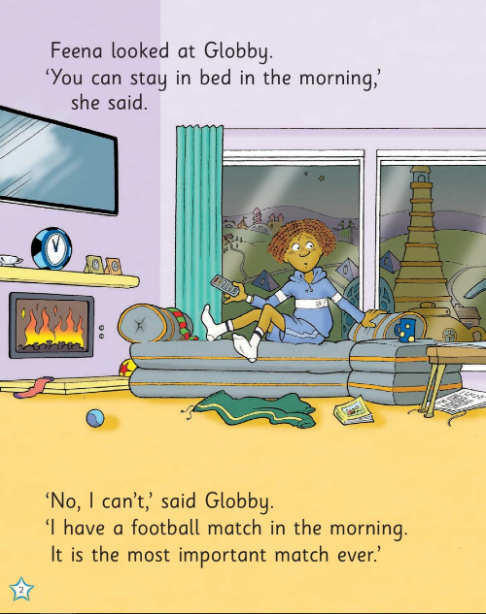 Feena looked at Globby.
‘You can stay in bed in the morning,’
she said.
‘No, I can’t,’ said Globby.
‘I have a football match in the morning.
It is the most important match ever.’
2